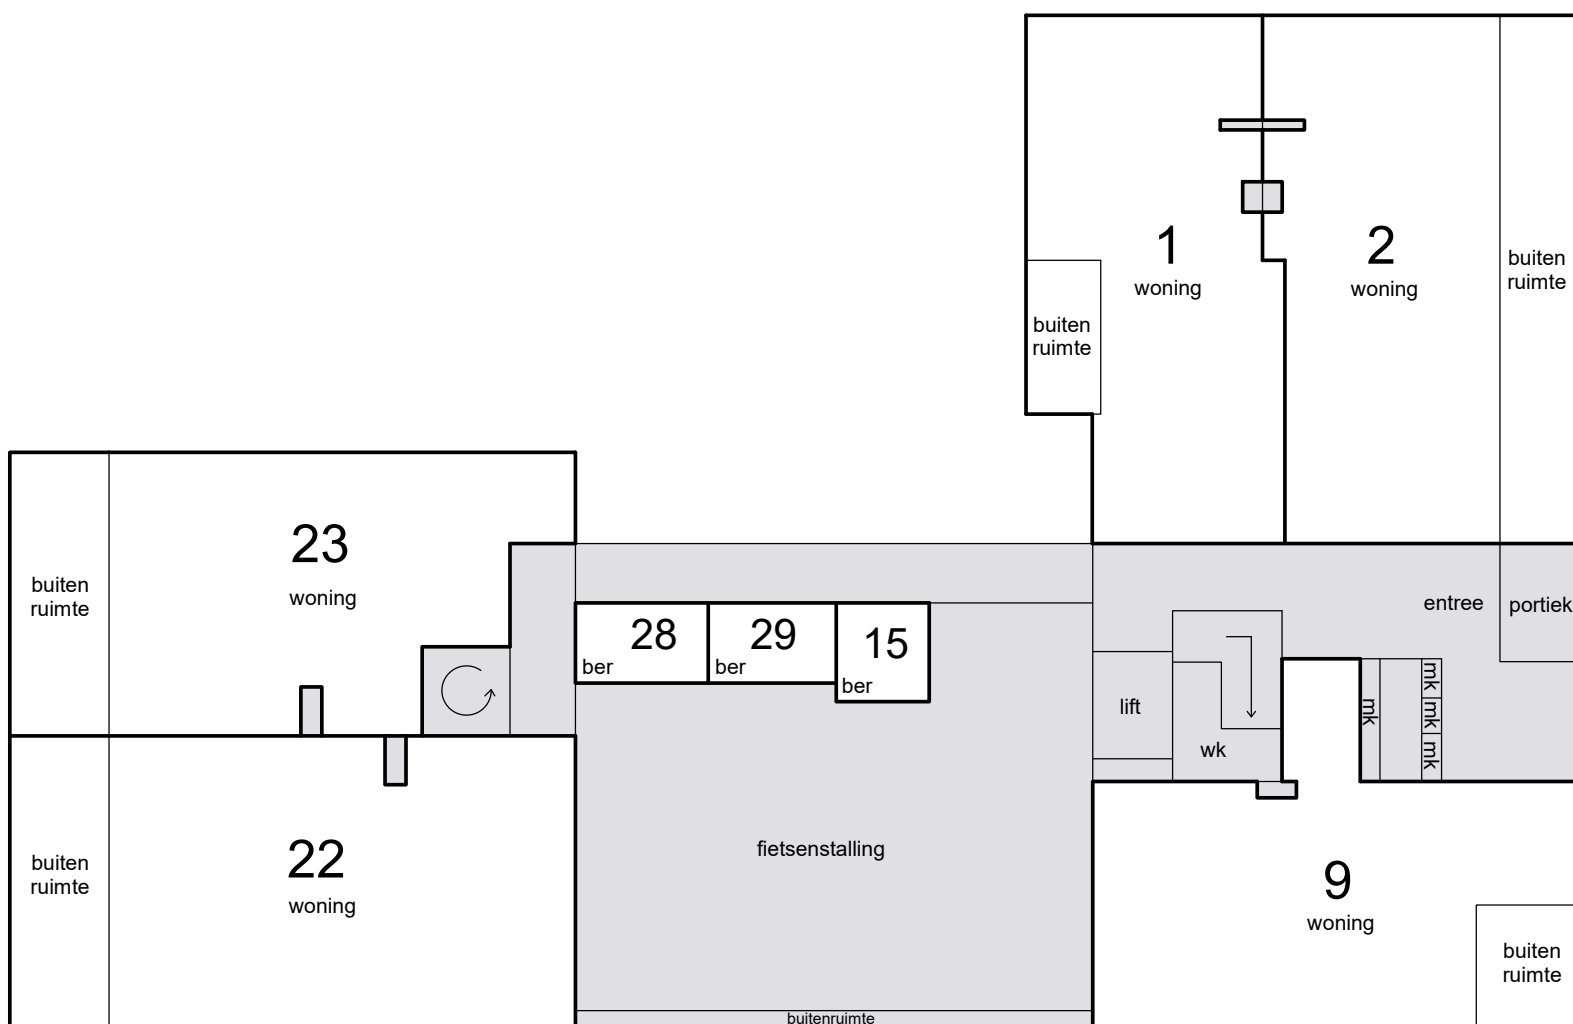 1
woning
2
woning
buiten
ruimte
buiten
ruimte
23
woning
buiten
ruimte
28
ber
29
ber
15
ber
entree
portiek
lift
wk
mk
mk
mk
mk
22
woning
buiten
ruimte
fietsenstalling
9
woning
buiten
ruimte
buitenruimte